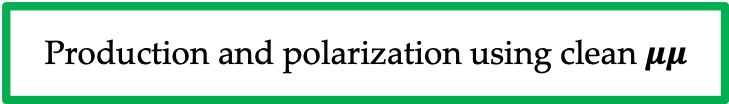 Production and polarization using clean μμ